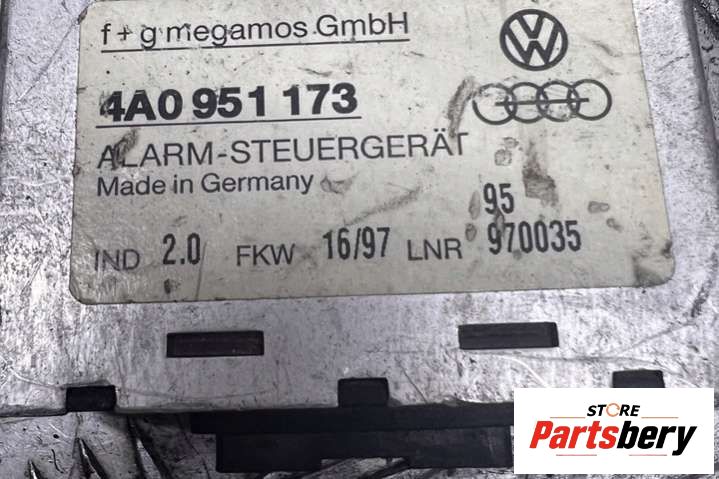 f+g megamos GmbH
4A0 951 173
ALARM-STEUERGERÄT
Made in Germany
95
IND 2.0 FKW 16/97 LNR 970035
STORE
Partsbery